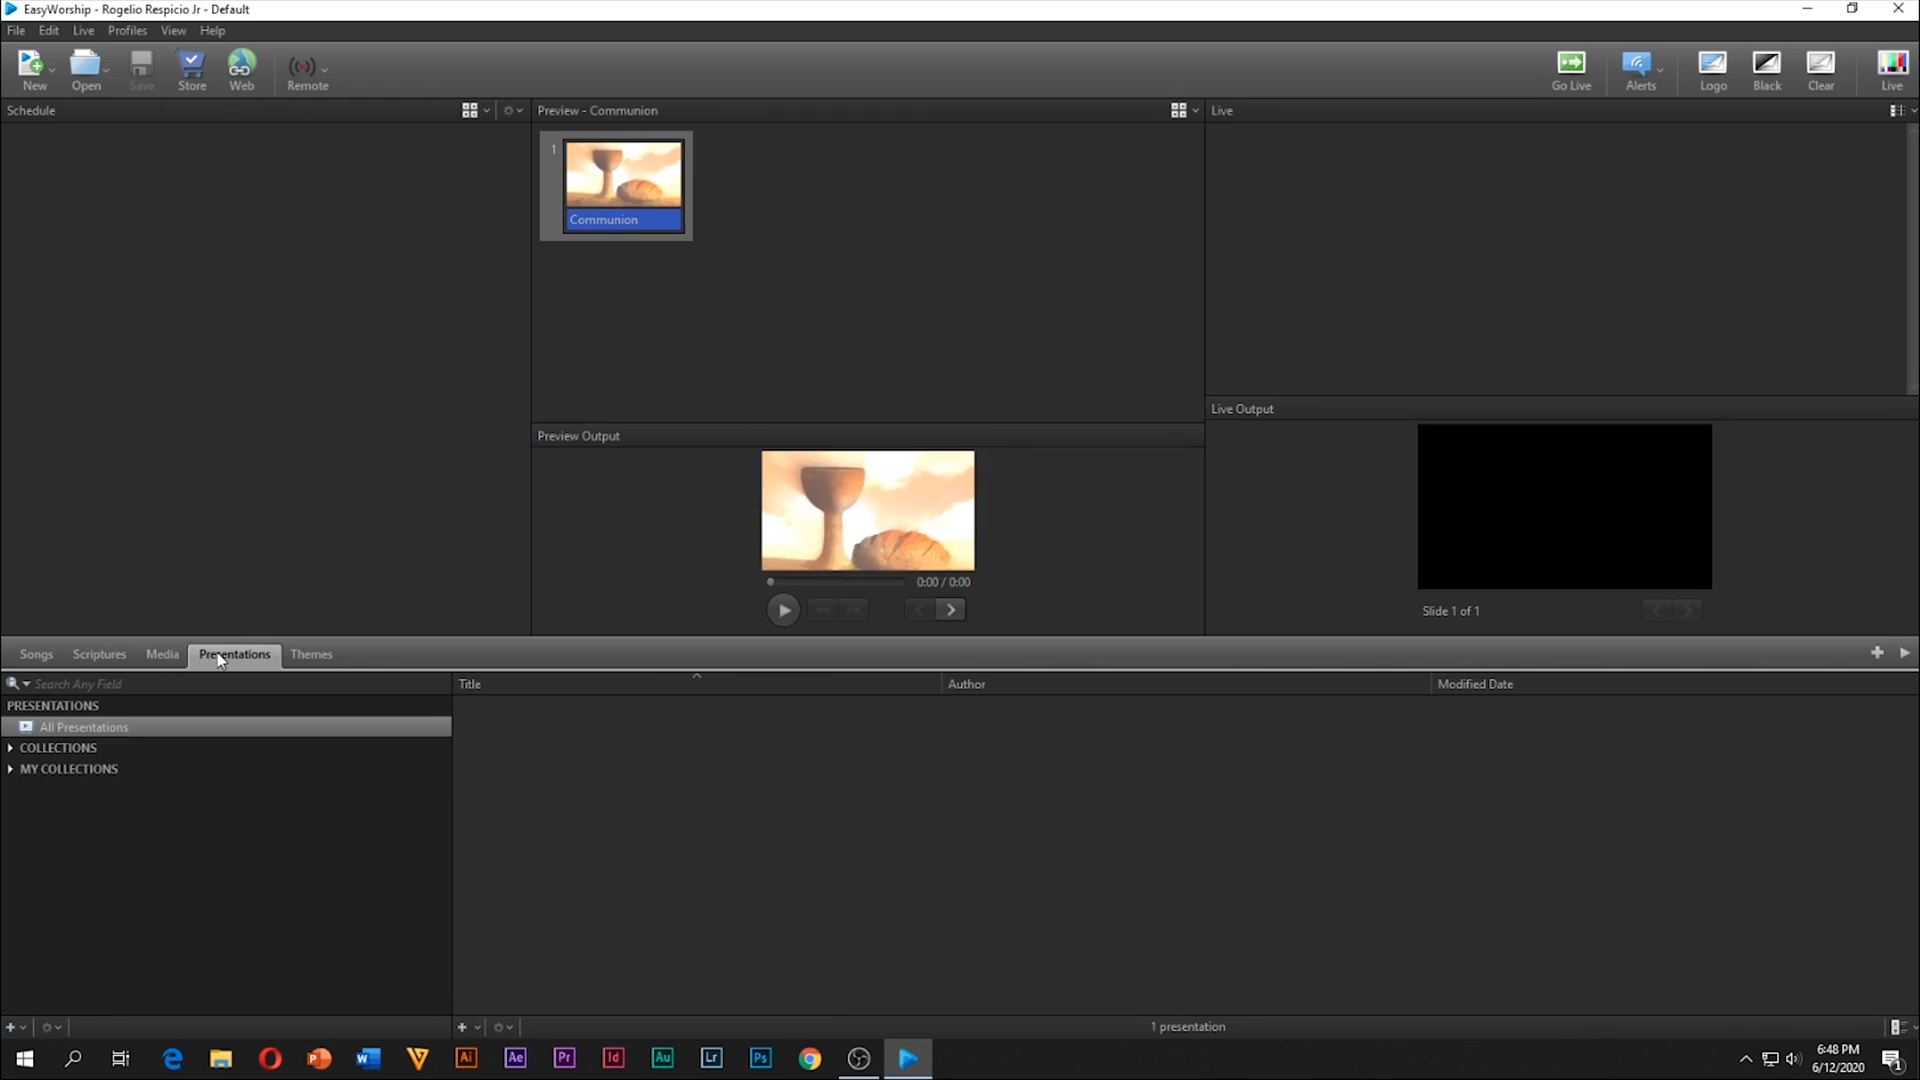 EasyWorship - Rogelio Respicio Jr - Default
File Edit Live Profiles View Help
New Open Save Store Web Remote Go Live Alerts Logo Black Clear Live
Schedule
Preview - Communion
Live
1
Communion
Live Output
Preview Output
0:00 / 0:00
Slide 1 of 1
Songs Scriptures Media Presentations Themes
Search Any Field
Title Author Modified Date
PRESENTATIONS
All Presentations
COLLECTIONS
MY COLLECTIONS
1 presentation
Ai Ae Pr Id Au Lr Ps
6:48 PM
6/12/2020
1